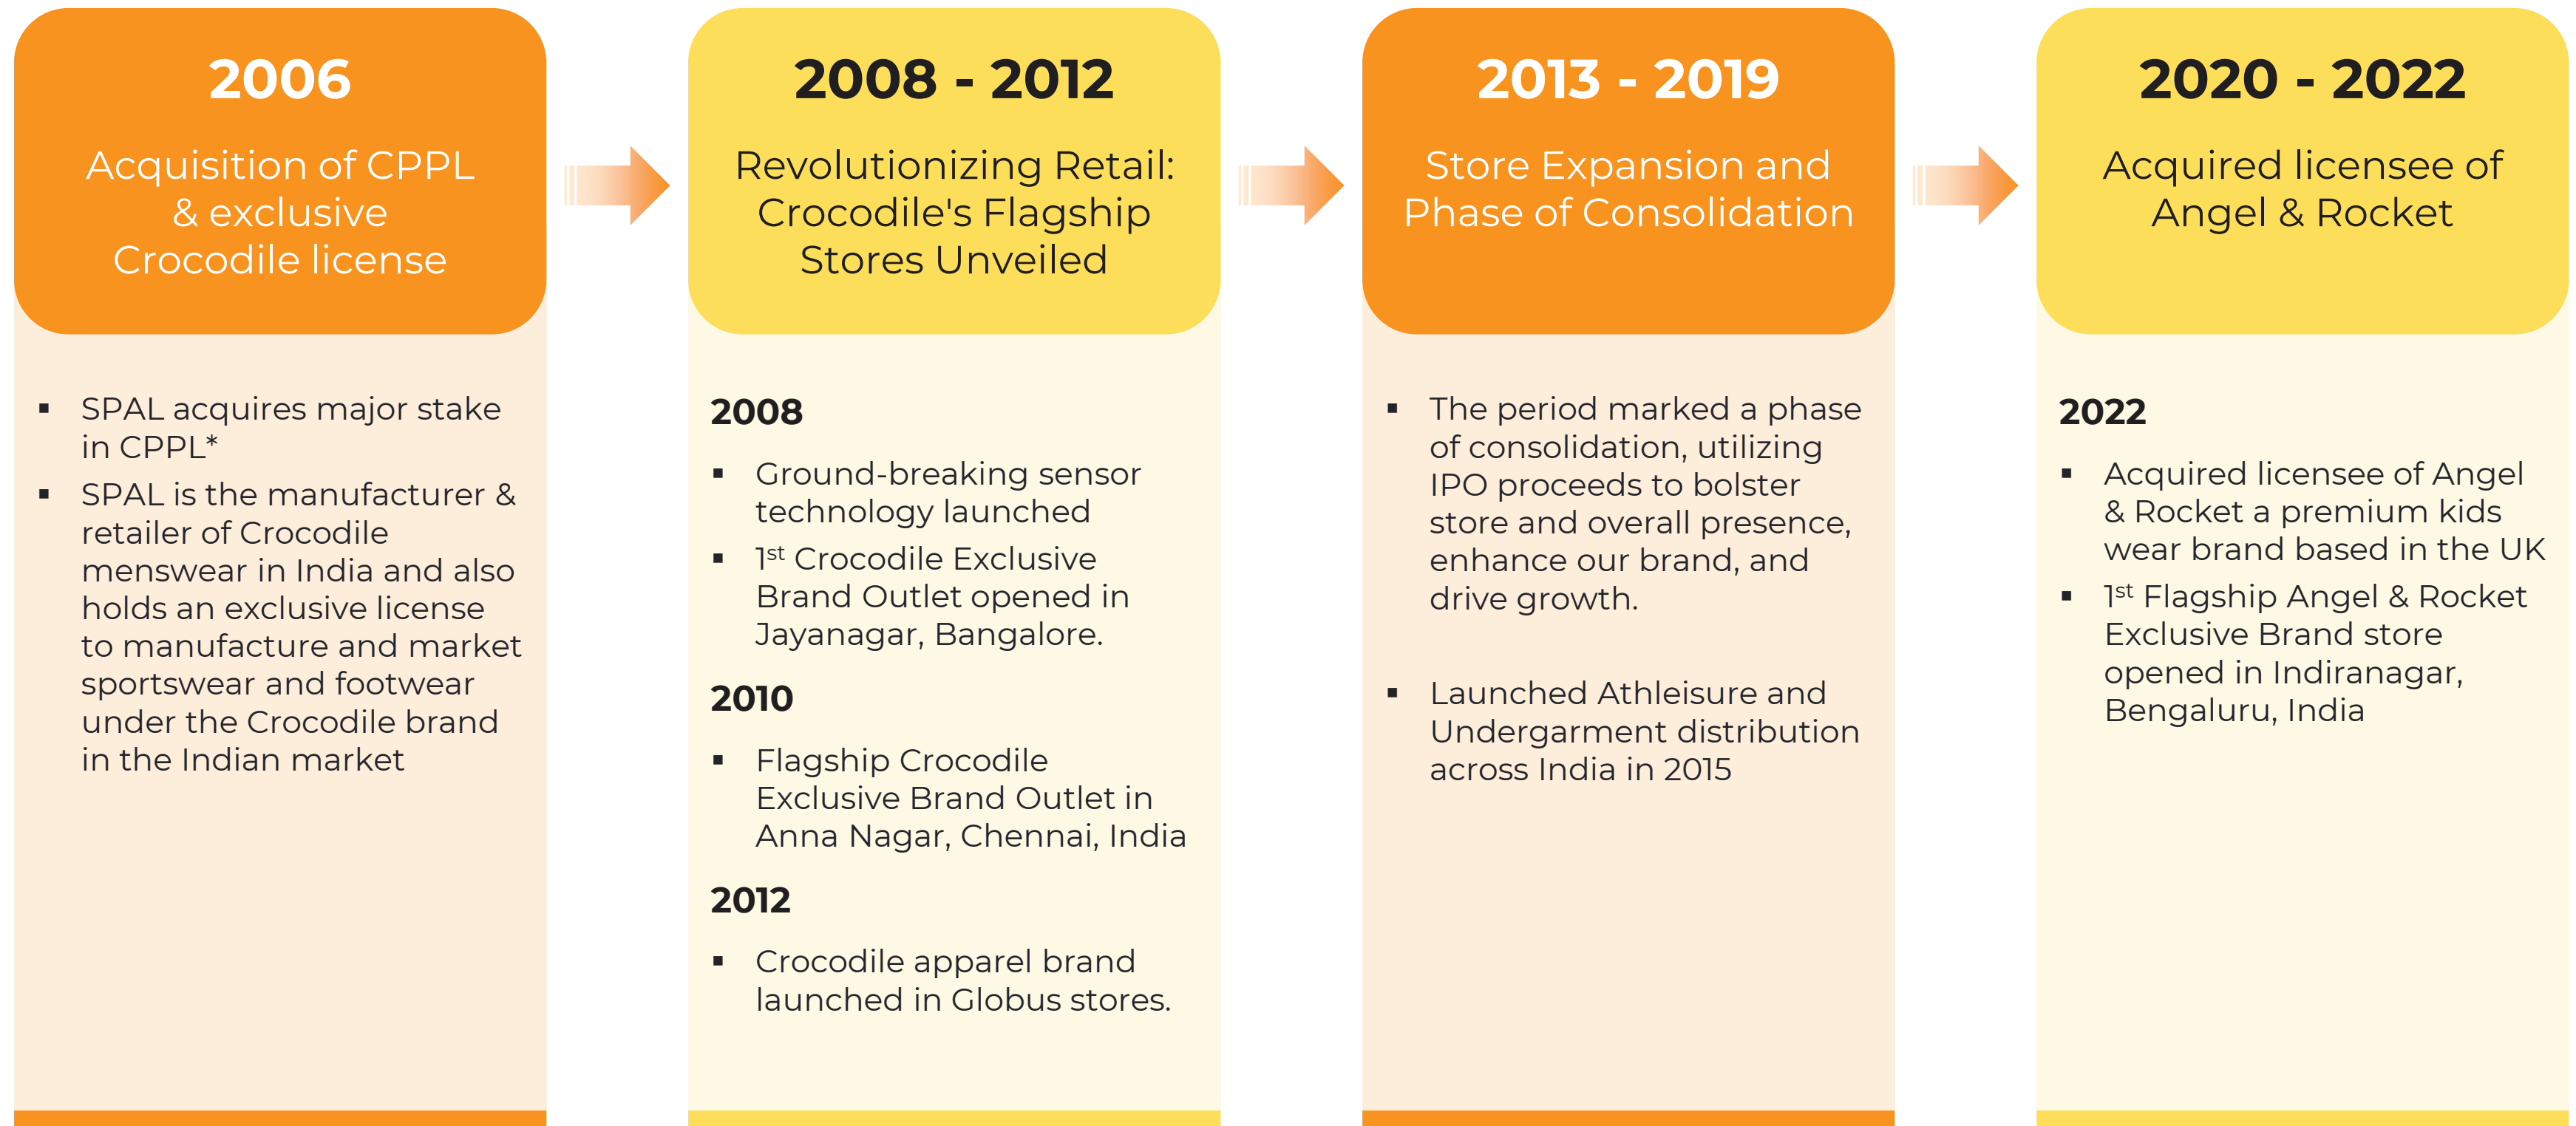 2006
Acquisition of CPPL
& exclusive
Crocodile license
▪ SPAL acquires major stake
in CPPL*
▪ SPAL is the manufacturer &
retailer of Crocodile
menswear in India and also
holds an exclusive license
to manufacture and market
sportswear and footwear
under the Crocodile brand
in the Indian market
2008 - 2012
Revolutionizing Retail:
Crocodile's Flagship
Stores Unveiled
2008
▪ Ground-breaking sensor
technology launched
▪ 1st Crocodile Exclusive
Brand Outlet opened in
Jayanagar, Bangalore.
2010
▪ Flagship Crocodile
Exclusive Brand Outlet in
Anna Nagar, Chennai, India
2012
▪ Crocodile apparel brand
launched in Globus stores.
2013 - 2019
Store Expansion and
Phase of Consolidation
▪ The period marked a phase
of consolidation, utilizing
IPO proceeds to bolster
store and overall presence,
enhance our brand, and
drive growth.
▪ Launched Athleisure and
Undergarment distribution
across India in 2015
2020 - 2022
Acquired licensee of
Angel & Rocket
2022
▪ Acquired licensee of Angel
& Rocket a premium kids
wear brand based in the UK
▪ 1st Flagship Angel & Rocket
Exclusive Brand store
opened in Indiranagar,
Bengaluru, India